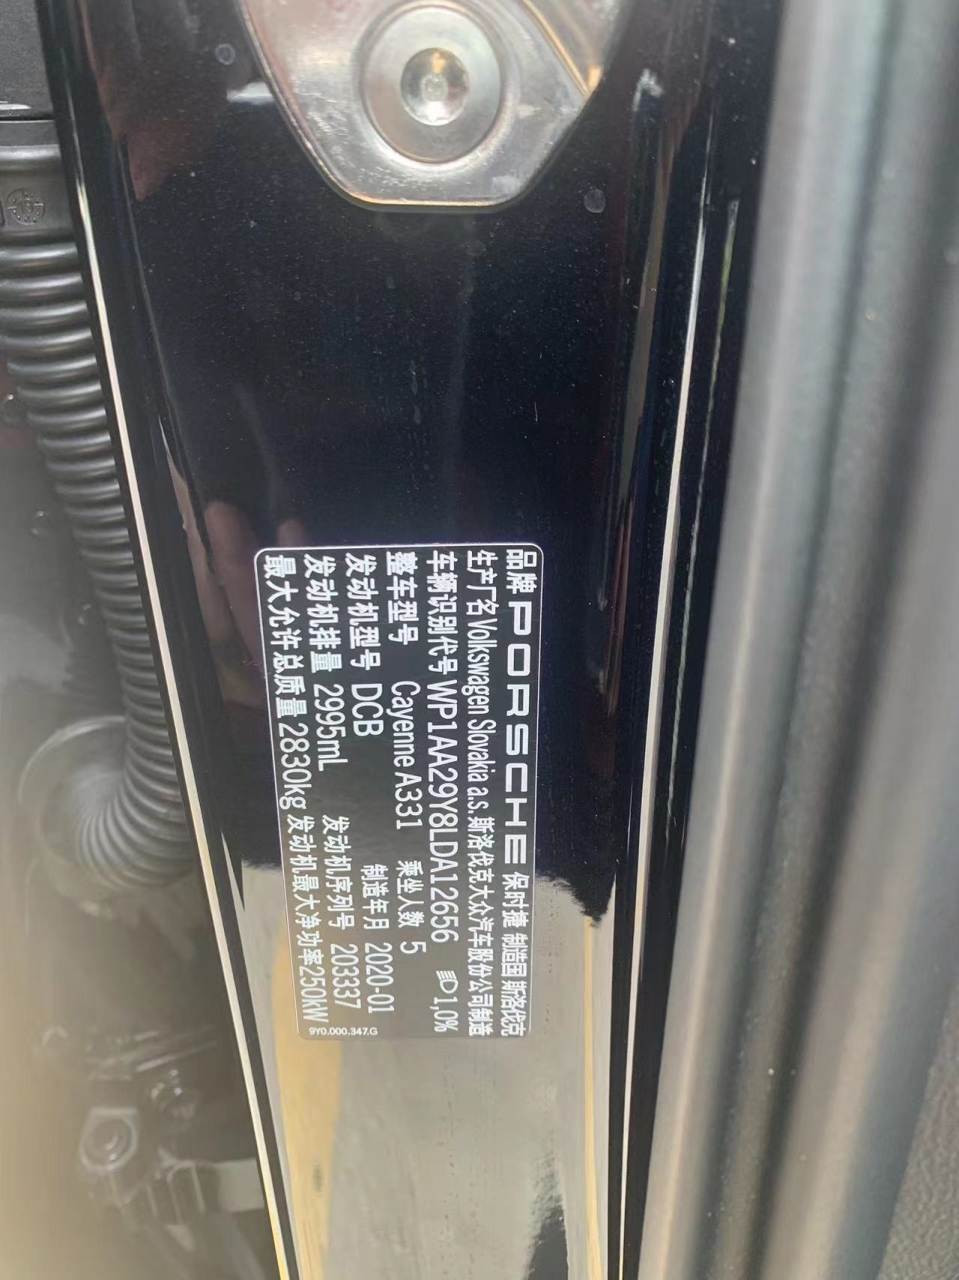 品牌 PORSCHE 保时捷 制造国 斯洛伐克
生产厂名 Volkswagen Slovakia a.s. 斯洛伐克大众汽车股份公司制造
车辆识别代号 WP1AA29Y8LDA12656 1,0%
整车型号 Cayenne A331 乘坐人数 5
发动机型号 DCB 制造年月 2020-01
发动机排量 2995mL 发动机序列号 203337
最大允许总质量 2830kg 发动机最大净功率 250kW
9Y0.000.347.G